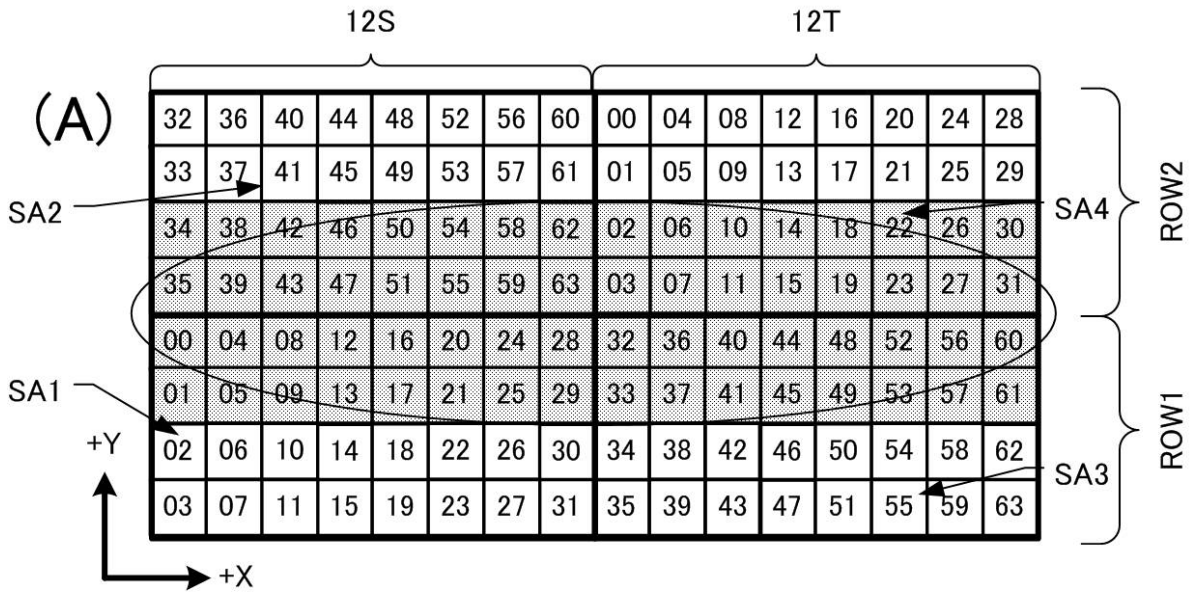 12S 12T
(A)
32 36 40 44 48 52 56 60 00 04 08 12 16 20 24 28
33 37 41 45 49 53 57 61 01 05 09 13 17 21 25 29
SA2 SA4 ROW2
34 38 42 46 50 54 58 62 02 06 10 14 18 22 26 30
35 39 43 47 51 55 59 63 03 07 11 15 19 23 27 31
00 04 08 12 16 20 24 28 32 36 40 44 48 52 56 60
SA1
01 05 09 13 17 21 25 29 33 37 41 45 49 53 57 61
+Y 02 06 10 14 18 22 26 30 34 38 42 46 50 54 58 62
SA3 ROW1
03 07 11 15 19 23 27 31 35 39 43 47 51 55 59 63
+X